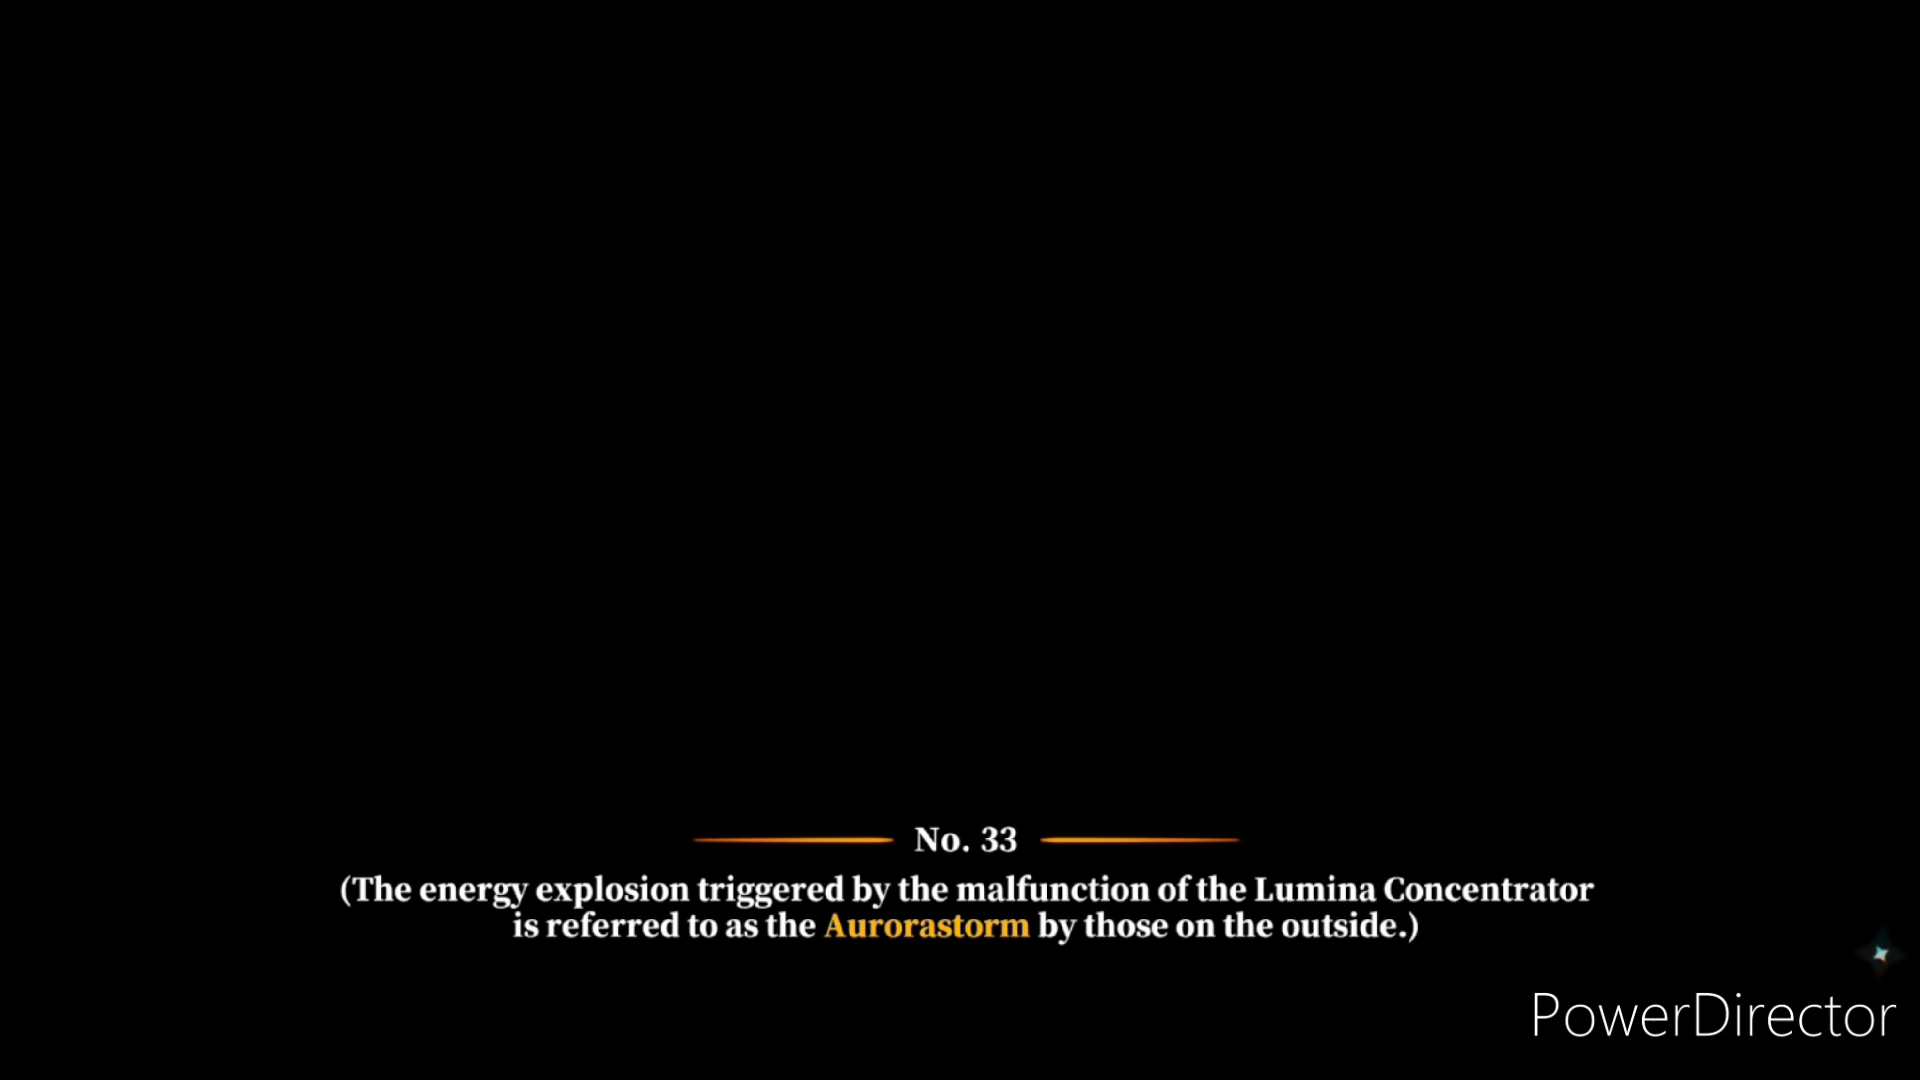 No. 33
(The energy explosion triggered by the malfunction of the Lumina Concentrator
is referred to as the Aurorastorm by those on the outside.)
PowerDirector